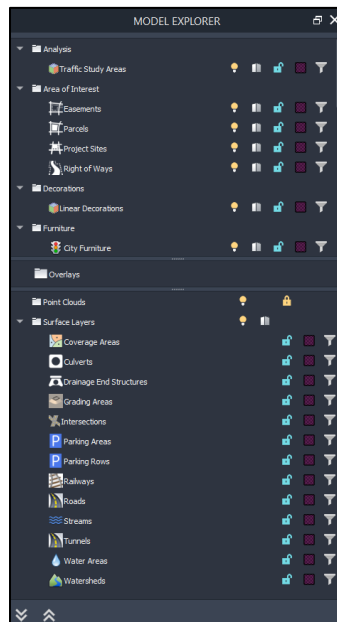 MODEL EXPLORER
Analysis
Traffic Study Areas
Area of Interest
Easements
Parcels
Project Sites
Right of Ways
Decorations
Linear Decorations
Furniture
City Furniture
Overlays
Point Clouds
Surface Layers
Coverage Areas
Culverts
Drainage End Structures
Grading Areas
Intersections
P Parking Areas
P Parking Rows
Railways
Roads
Streams
Tunnels
Water Areas
Watersheds